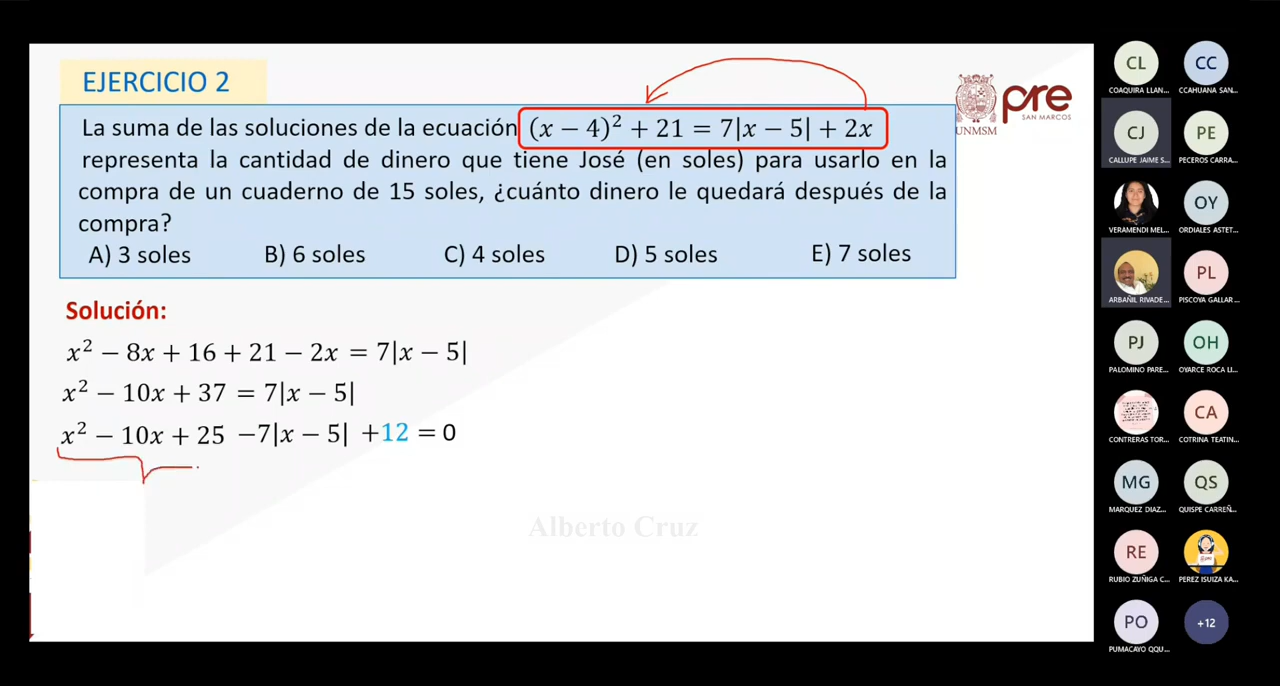 EJERCICIO 2
La suma de las soluciones de la ecuación (x − 4)² + 21 = 7|x − 5| + 2x
representa la cantidad de dinero que tiene José (en soles) para usarlo en la
compra de un cuaderno de 15 soles, ¿cuánto dinero le quedará después de la
compra?
A) 3 soles B) 6 soles C) 4 soles D) 5 soles E) 7 soles
UNMSM
pre
SAN MARCOS
Solución:
x² − 8x + 16 + 21 − 2x = 7|x − 5|
x² − 10x + 37 = 7|x − 5|
x² − 10x + 25 −7|x − 5| +12 = 0
Alberto Cruz
CL CC
COAQUIRA LLAN... CCAHUANA SAN...
CJ PE
CALLUPE JAIME S... PECEROS CARRA...
OY
VERAMENDI MEL... ORDIALES ASTET...
PL
ARBAÑIL RIVADE... PISCOYA GALLAR...
PJ OH
PALOMINO PARE... OYARCE ROCA LI...
CA
CONTRERAS TOR... COTRINA TEATIN...
MG QS
MARQUEZ DIAZ... QUISPE CARREÑ...
RE
RUBIO ZUÑIGA C... PEREZ ISUIZA KA...
PO +12
PUMACAYO QQU...